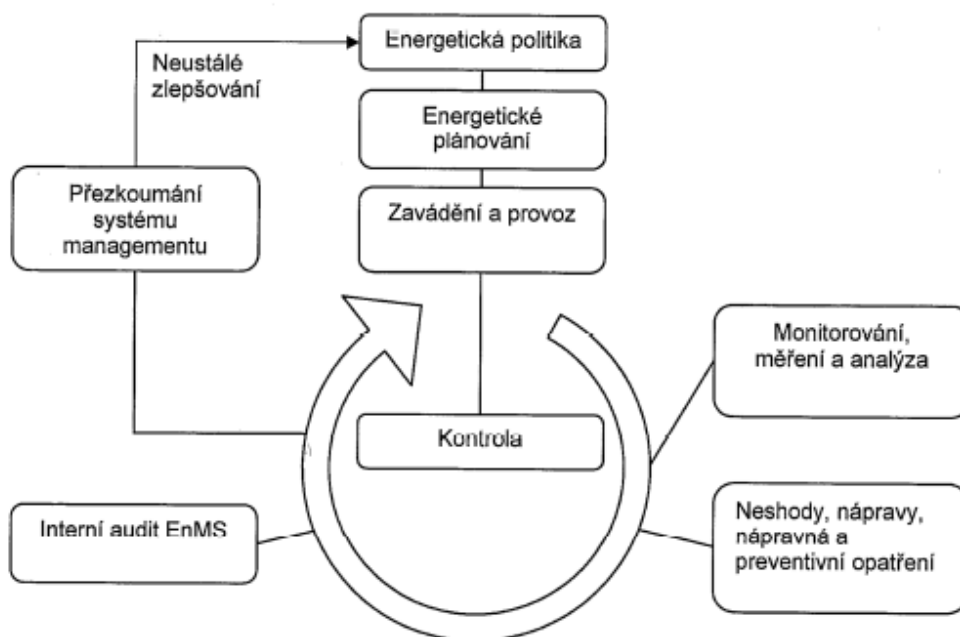 Energetická politika
Neustálé
zlepšování
Energetické
plánování
Přezkoumání
systému
managementu
Zavádění a provoz
Monitorování,
měření a analýza
Kontrola
Interní audit EnMS
Neshody, nápravy,
nápravná a
preventivní opatření